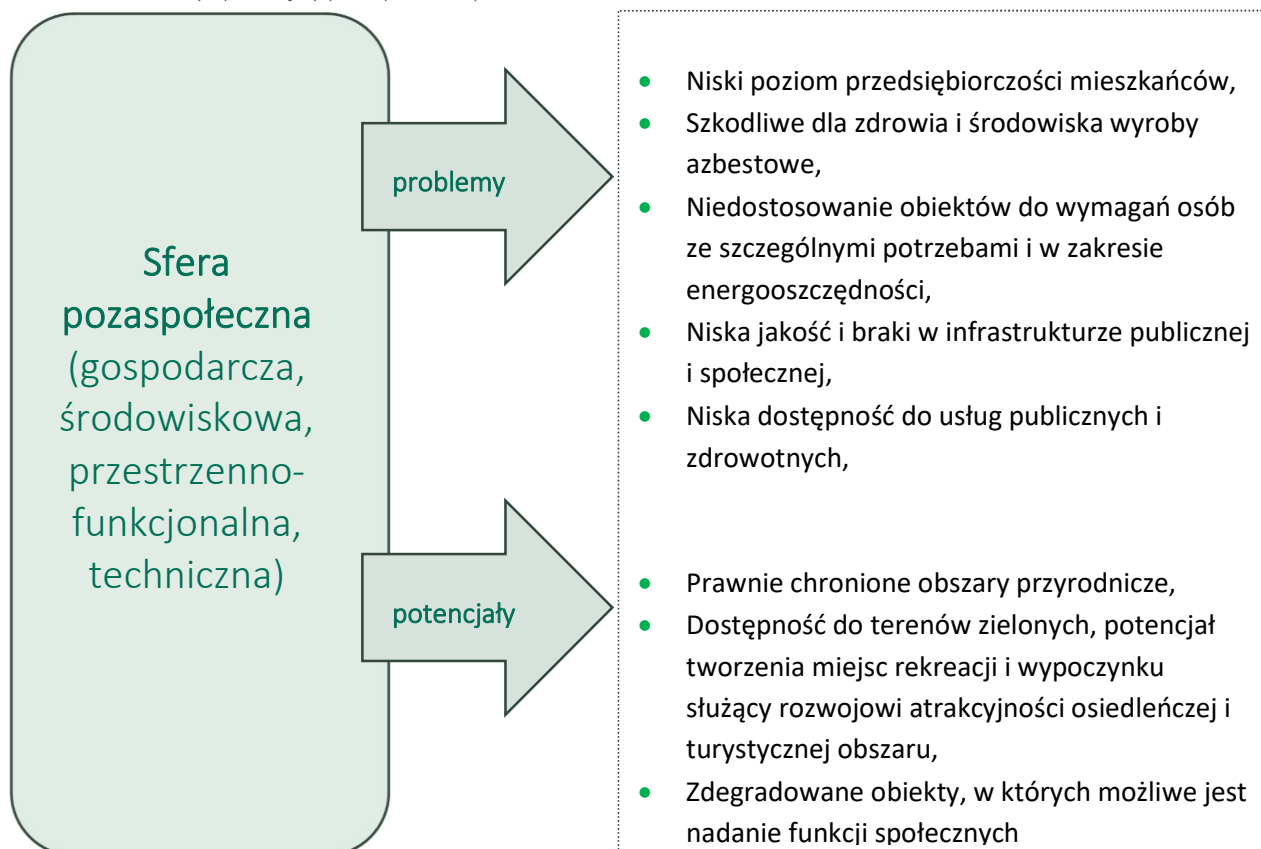 Sfera
pozaspołeczna
(gospodarcza,
środowiskowa,
przestrzenno-
funkcjonalna,
techniczna)
problemy
• Niski poziom przedsiębiorczości mieszkańców,
• Szkodliwe dla zdrowia i środowiska wyroby
azbestowe,
• Niedostosowanie obiektów do wymagań osób
ze szczególnymi potrzebami i w zakresie
energooszczędności,
• Niska jakość i braki w infrastrukturze publicznej
i społecznej,
• Niska dostępność do usług publicznych i
zdrowotnych,
potencjały
• Prawnie chronione obszary przyrodnicze,
• Dostępność do terenów zielonych, potencjał
tworzenia miejsc rekreacji i wypoczynku
służący rozwojowi atrakcyjności osiedleńczej i
turystycznej obszaru,
• Zdegradowane obiekty, w których możliwe jest
nadanie funkcji społecznych